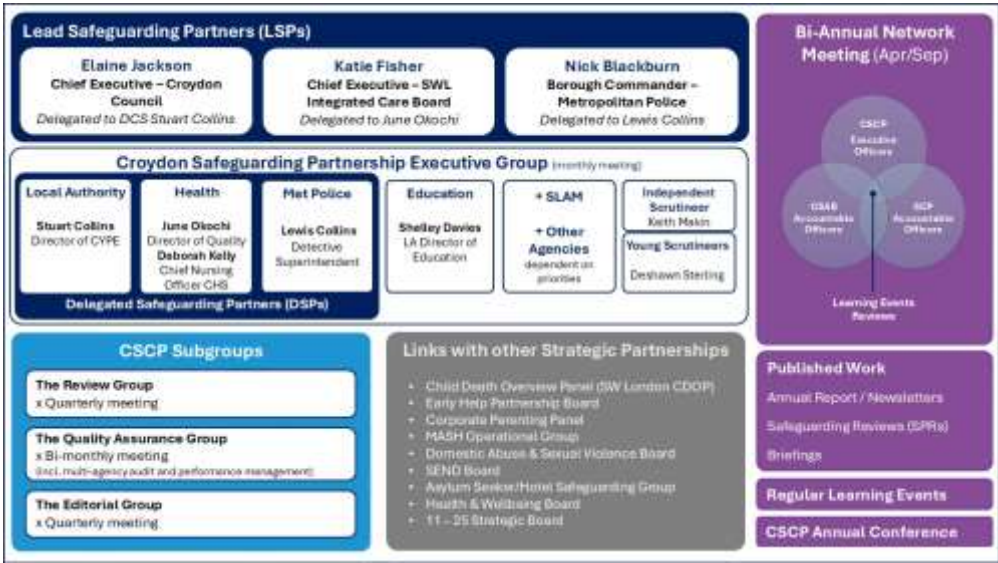 Lead Safeguarding Partners (LSPs)
Elaine Jackson
Chief Executive – Croydon
Council
Delegated to DCS Stuart Collins
Katie Fisher
Chief Executive – SWL
Integrated Care Board
Delegated to June Okochi
Nick Blackburn
Borough Commander –
Metropolitan Police
Delegated to Lewis Collins
Croydon Safeguarding Partnership Executive Group (monthly meeting)
Local Authority
Stuart Collins
Director of CYPE
Health
June Okochi
Director of Quality
Deborah Kelly
Chief Nursing
Officer CHS
Met Police
Lewis Collins
Detective
Superintendent
Delegated Safeguarding Partners (DSPs)
Education
Shelley Davies
LA Director of
Education
+ SLAM
+ Other
Agencies
dependent on
priorities
Independent
Scrutineer
Keith Makin
Young Scrutineers
Deshawn Sterling
CSCP Subgroups
The Review Group
x Quarterly meeting
The Quality Assurance Group
x Bi-monthly meeting
(incl. multi-agency audit and performance management)
The Editorial Group
x Quarterly meeting
Links with other Strategic Partnerships
• Child Death Overview Panel (SW London CDOP)
• Early Help Partnership Board
• Corporate Parenting Panel
• MASH Operational Group
• Domestic Abuse & Sexual Violence Board
• SEND Board
• Asylum Seeker/Hotel Safeguarding Group
• Health & Wellbeing Board
• 11 – 25 Strategic Board
Bi-Annual Network
Meeting (Apr/Sep)
CSCP
Executive
Officers
CSAB
Accountable
Officers
SCP
Accountable
Officers
Learning Events
Reviews
Published Work
Annual Report / Newsletters
Safeguarding Reviews (SPRs)
Briefings
Regular Learning Events
CSCP Annual Conference